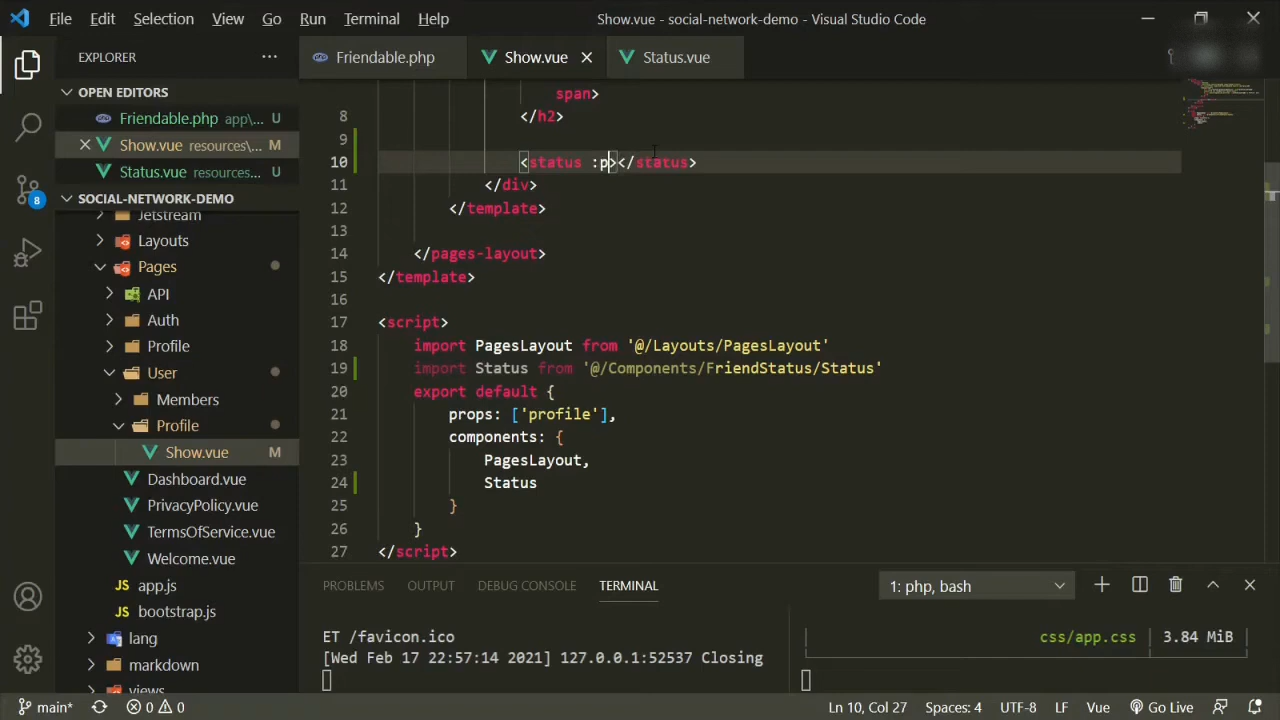 File Edit Selection View Go Run Terminal Help Show.vue - social-network-demo - Visual Studio Code
EXPLORER
Friendable.php Show.vue Status.vue
OPEN EDITORS
Friendable.php app\... U
Show.vue resources\... M
Status.vue resources\... U
SOCIAL-NETWORK-DEMO
Jetstream
Layouts
Pages
API
Auth
Profile
User
Members
Profile
Show.vue M
Dashboard.vue
PrivacyPolicy.vue
TermsOfService.vue
Welcome.vue
app.js
bootstrap.js
lang
markdown
views
8
span>
8 </h2>
9
10 <status :p></status>
11 </div>
12 </template>
13
14 </pages-layout>
15 </template>
16
17 <script>
18 import PagesLayout from '@/Layouts/PagesLayout'
19 import Status from '@/Components/FriendStatus/Status'
20 export default {
21 props: ['profile'],
22 components: {
23 PagesLayout,
24 Status
25 }
26 }
27 </script>
PROBLEMS OUTPUT DEBUG CONSOLE TERMINAL 1: php, bash
ET /favicon.ico
[Wed Feb 17 22:57:14 2021] 127.0.0.1:52537 Closing
css/app.css | 3.84 MiB
main* 0 0 Ln 10, Col 27 Spaces: 4 UTF-8 LF Vue Go Live